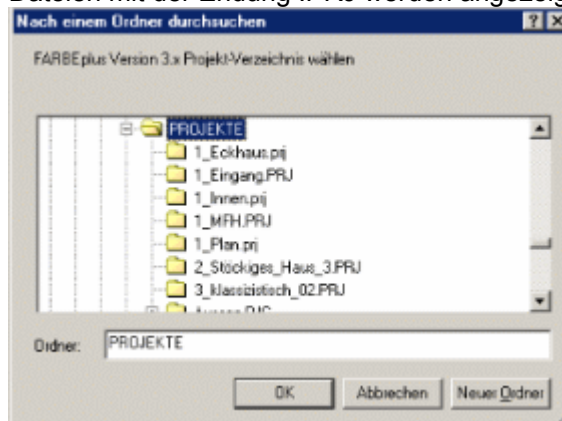 Nach einem Ordner durchsuchen
FARBEplus Version 3.x Projekt-Verzeichnis wählen
PROJEKTE
1_Eckhaus.prj
1_Eingang.PRJ
1_Innen.prj
1_MFH.PRJ
1_Plan.prj
2_Stöckiges_Haus_3.PRJ
3_klassizistisch_02.PRJ
Ordner: PROJEKTE
OK Abbrechen Neuer Ordner